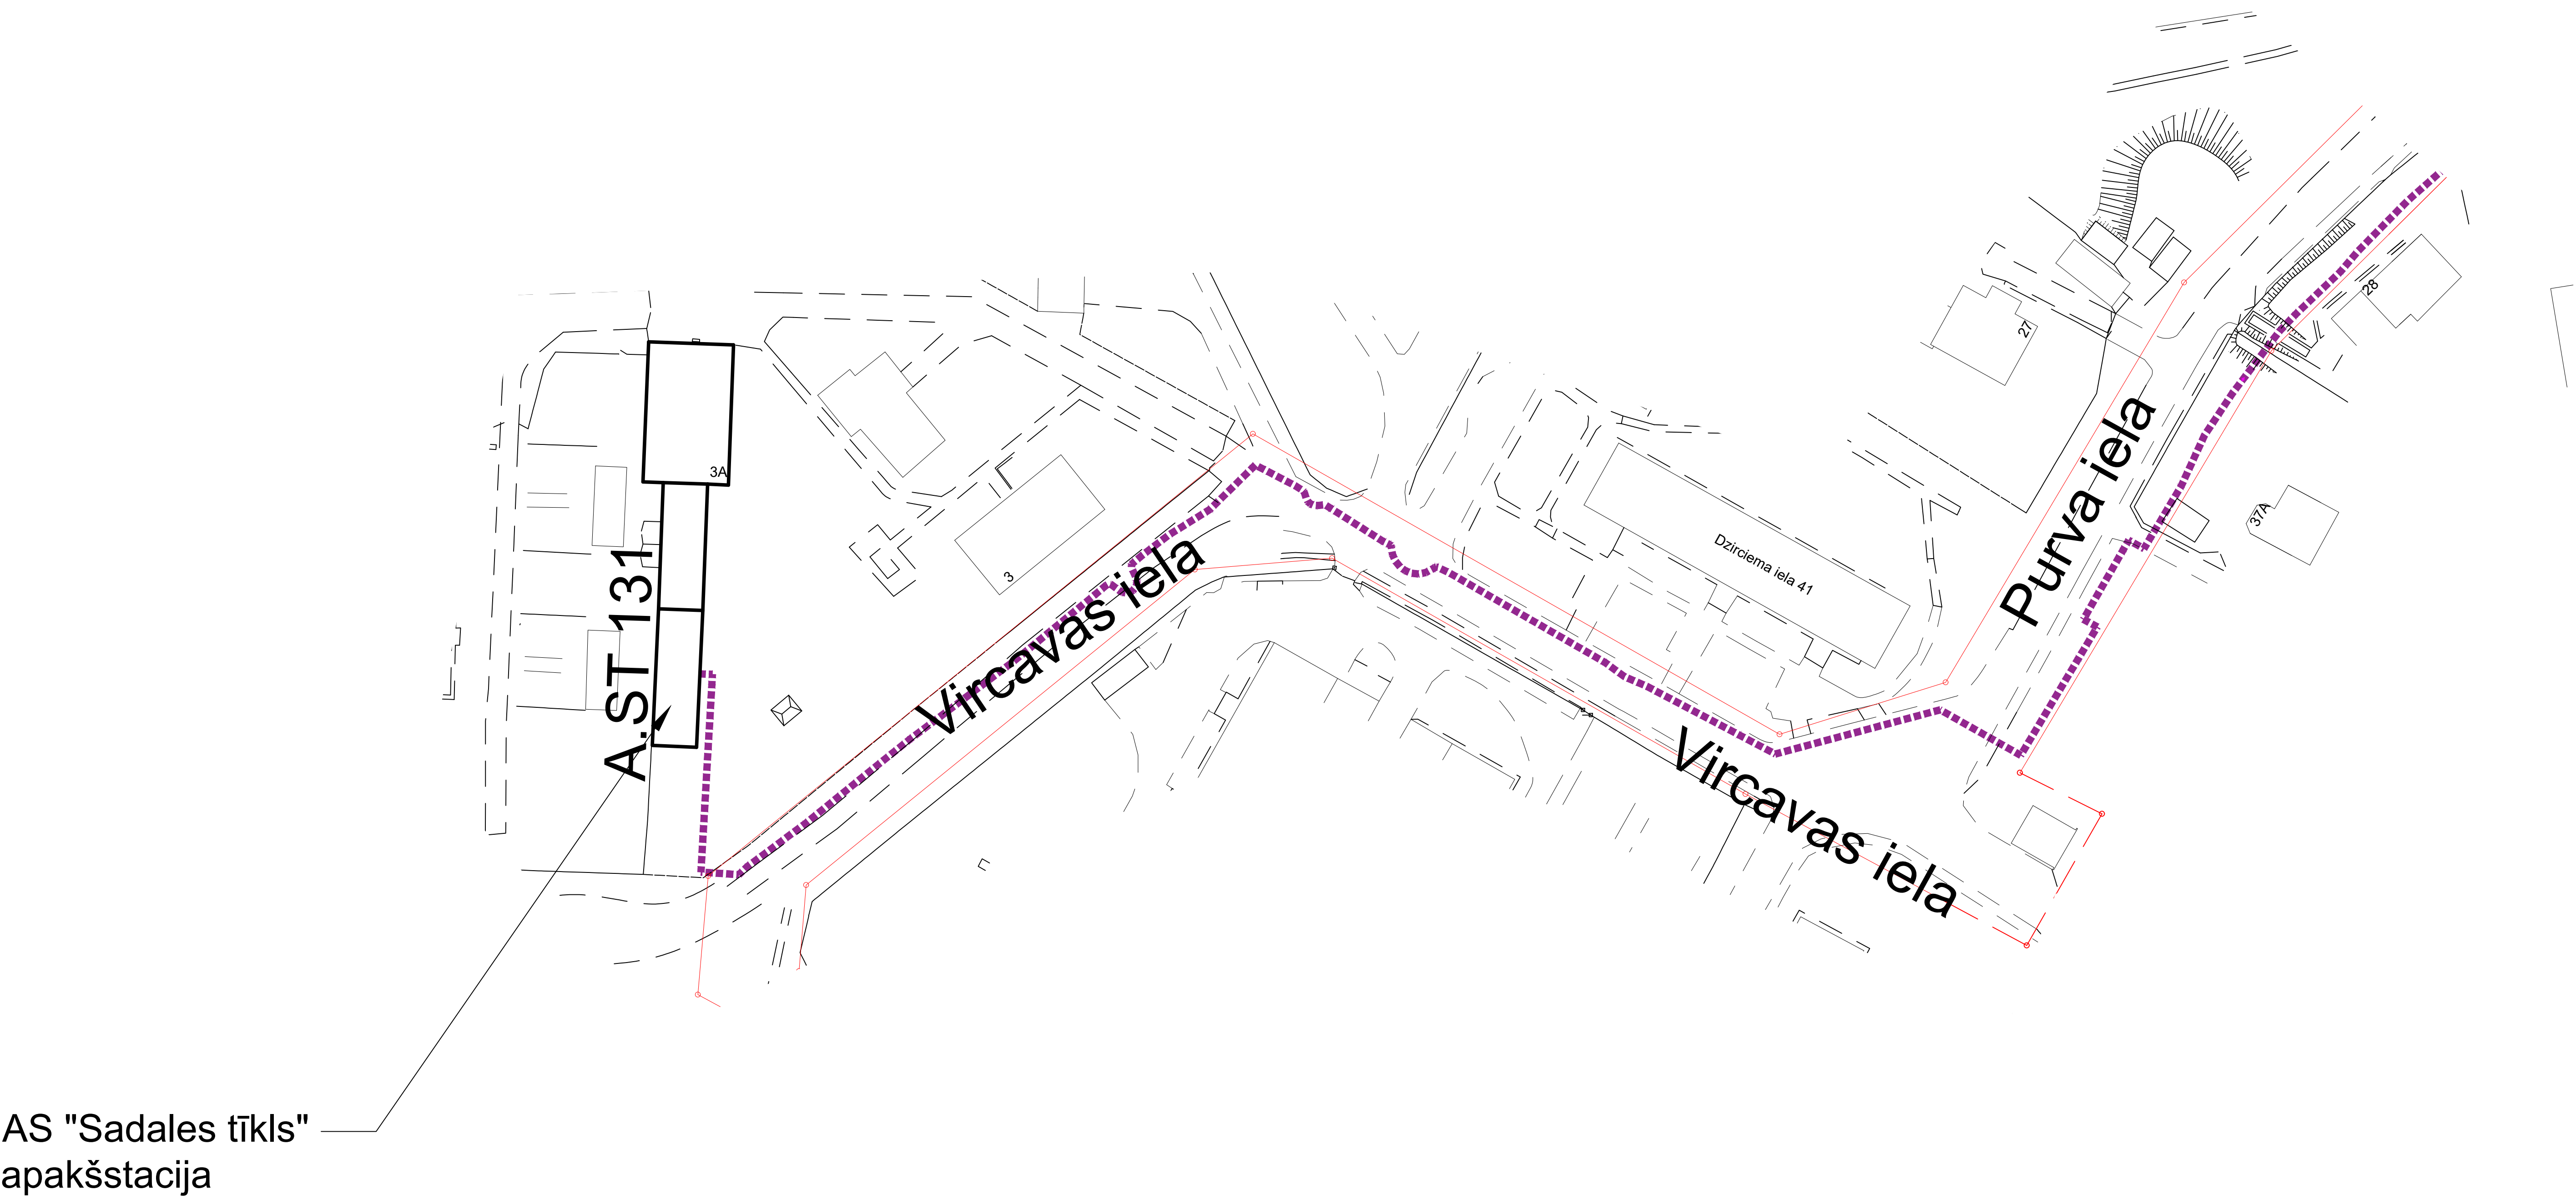 28
27
Purva iela
3A
37A
Dzirciema iela 41
3
Vircavas iela
A.ST 131
Vircavas iela
AS "Sadales tīkls"
apakšstacija